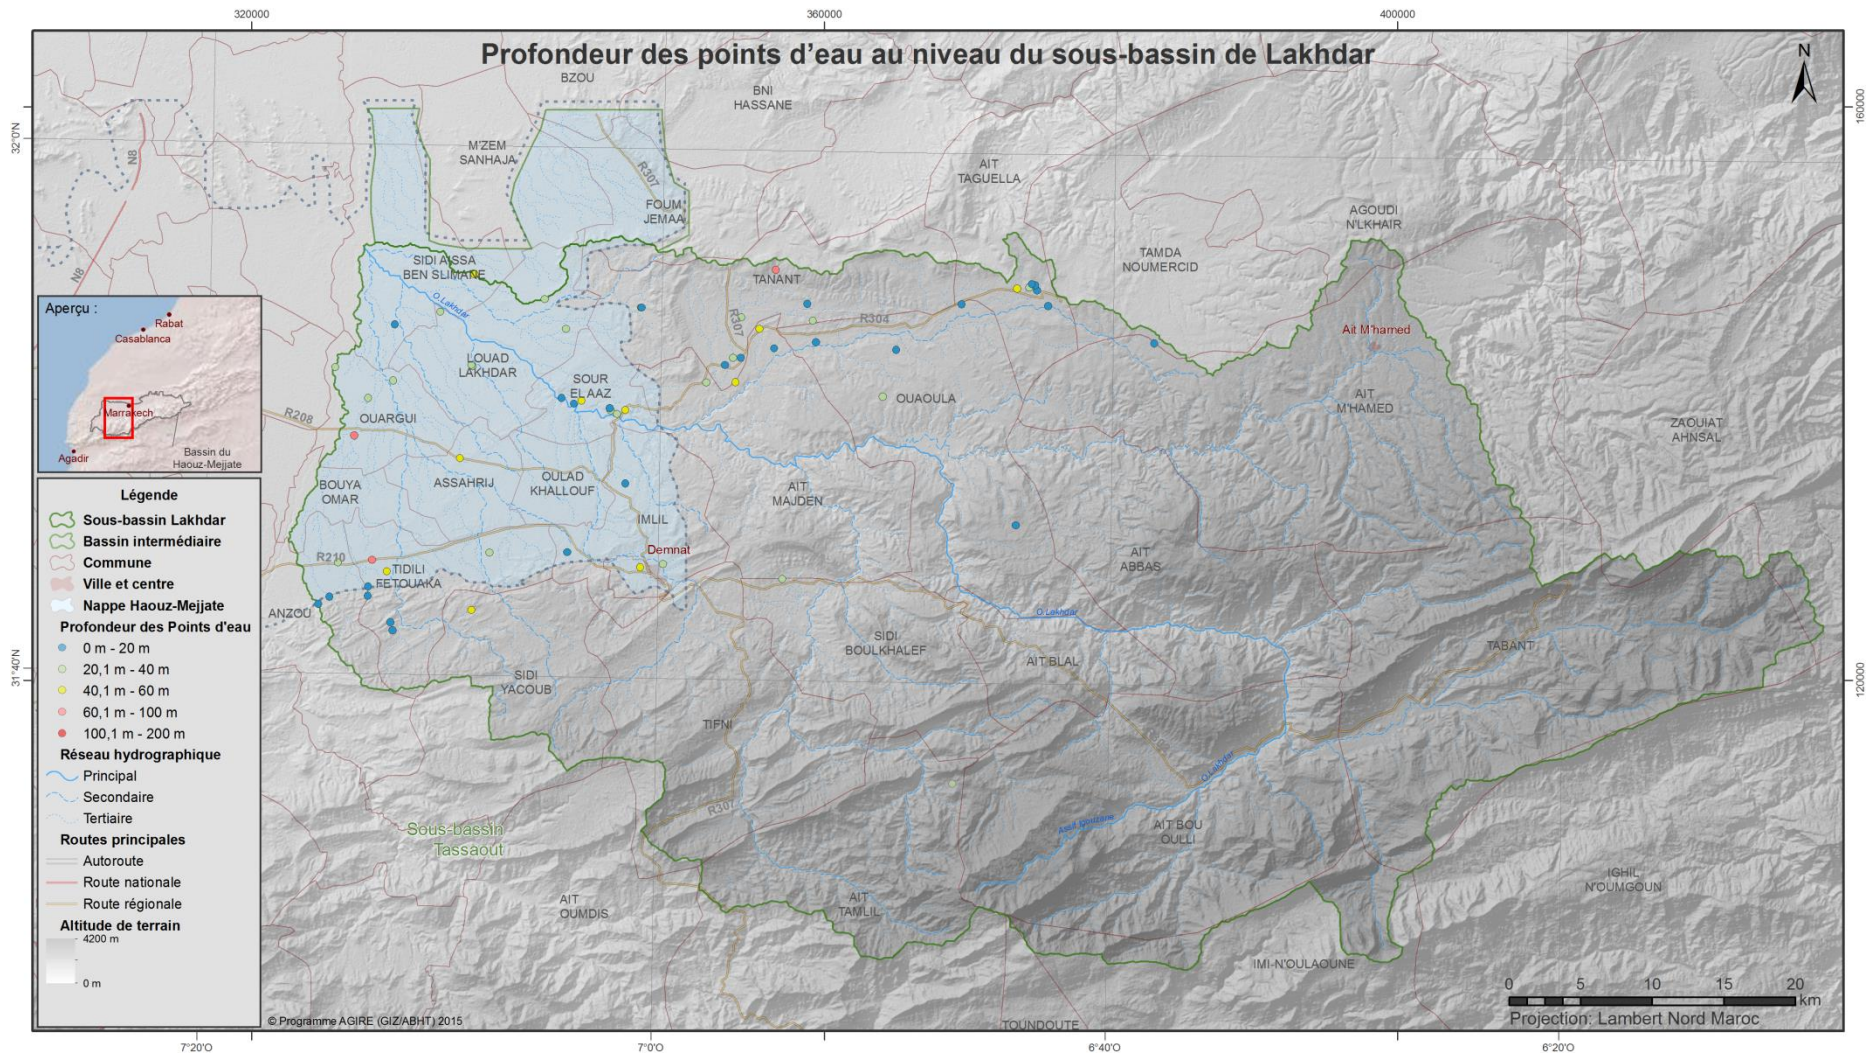 320000
360000
400000
Profondeur des points d'eau au niveau du sous-bassin de Lakhdar
N
160000
120000
32°0'N
31°40'N
BZOU
BNI
HASSANE
M'ZEM
SANHAJA
AIT
TAGUELLA
N8
R307
FOUM
JEMAA
AGOUDI
N'LKHAIR
N8
SIDI AISSA
BEN SLIMANE
TANANT
TAMDA
NOUMERCID
O.Lakhdar
R307
R304
Ait M'hamed
LOUAD
LAKHDAR
SOUR
ELAAZ
OUAOULA
AIT
M'HAMED
R208
OUARGUI
ZAOUIAT
AHNSAL
BOUYA
OMAR
ASSAHRIJ
OULAD
KHALLOUF
AIT
MAJDEN
IMLIL
R210
Demnat
AIT
ABBAS
TIDILI
FETOUAKA
ANZOU
O.Lakhdar
SIDI
BOULKHALEF
TABANT
SIDI
YACOUB
AIT BLAL
TIFNI
O.Lakhdar
R307
AIT BOU
OULLI
Sous-bassin
Tassaout
AIT
OUMDIS
AIT
TAMLIL
IGHIL
N'OUMGOUN
IMI-N'OULAOUNE
TOUNDOUTE
Aperçu :
Rabat
Casablanca
Marrakech
Agadir
Bassin du
Haouz-Mejjate
Légende
Sous-bassin Lakhdar
Bassin intermédiaire
Commune
Ville et centre
Nappe Haouz-Mejjate
Profondeur des Points d'eau
0 m - 20 m
20,1 m - 40 m
40,1 m - 60 m
60,1 m - 100 m
100,1 m - 200 m
Réseau hydrographique
Principal
Secondaire
Tertiaire
Routes principales
Autoroute
Route nationale
Route régionale
Altitude de terrain
4200 m
0 m
© Programme AGIRE (GIZ/ABHT) 2015
0 5 10 15 20
km
Projection: Lambert Nord Maroc
7°20'O
7°0'O
6°40'O
6°20'O